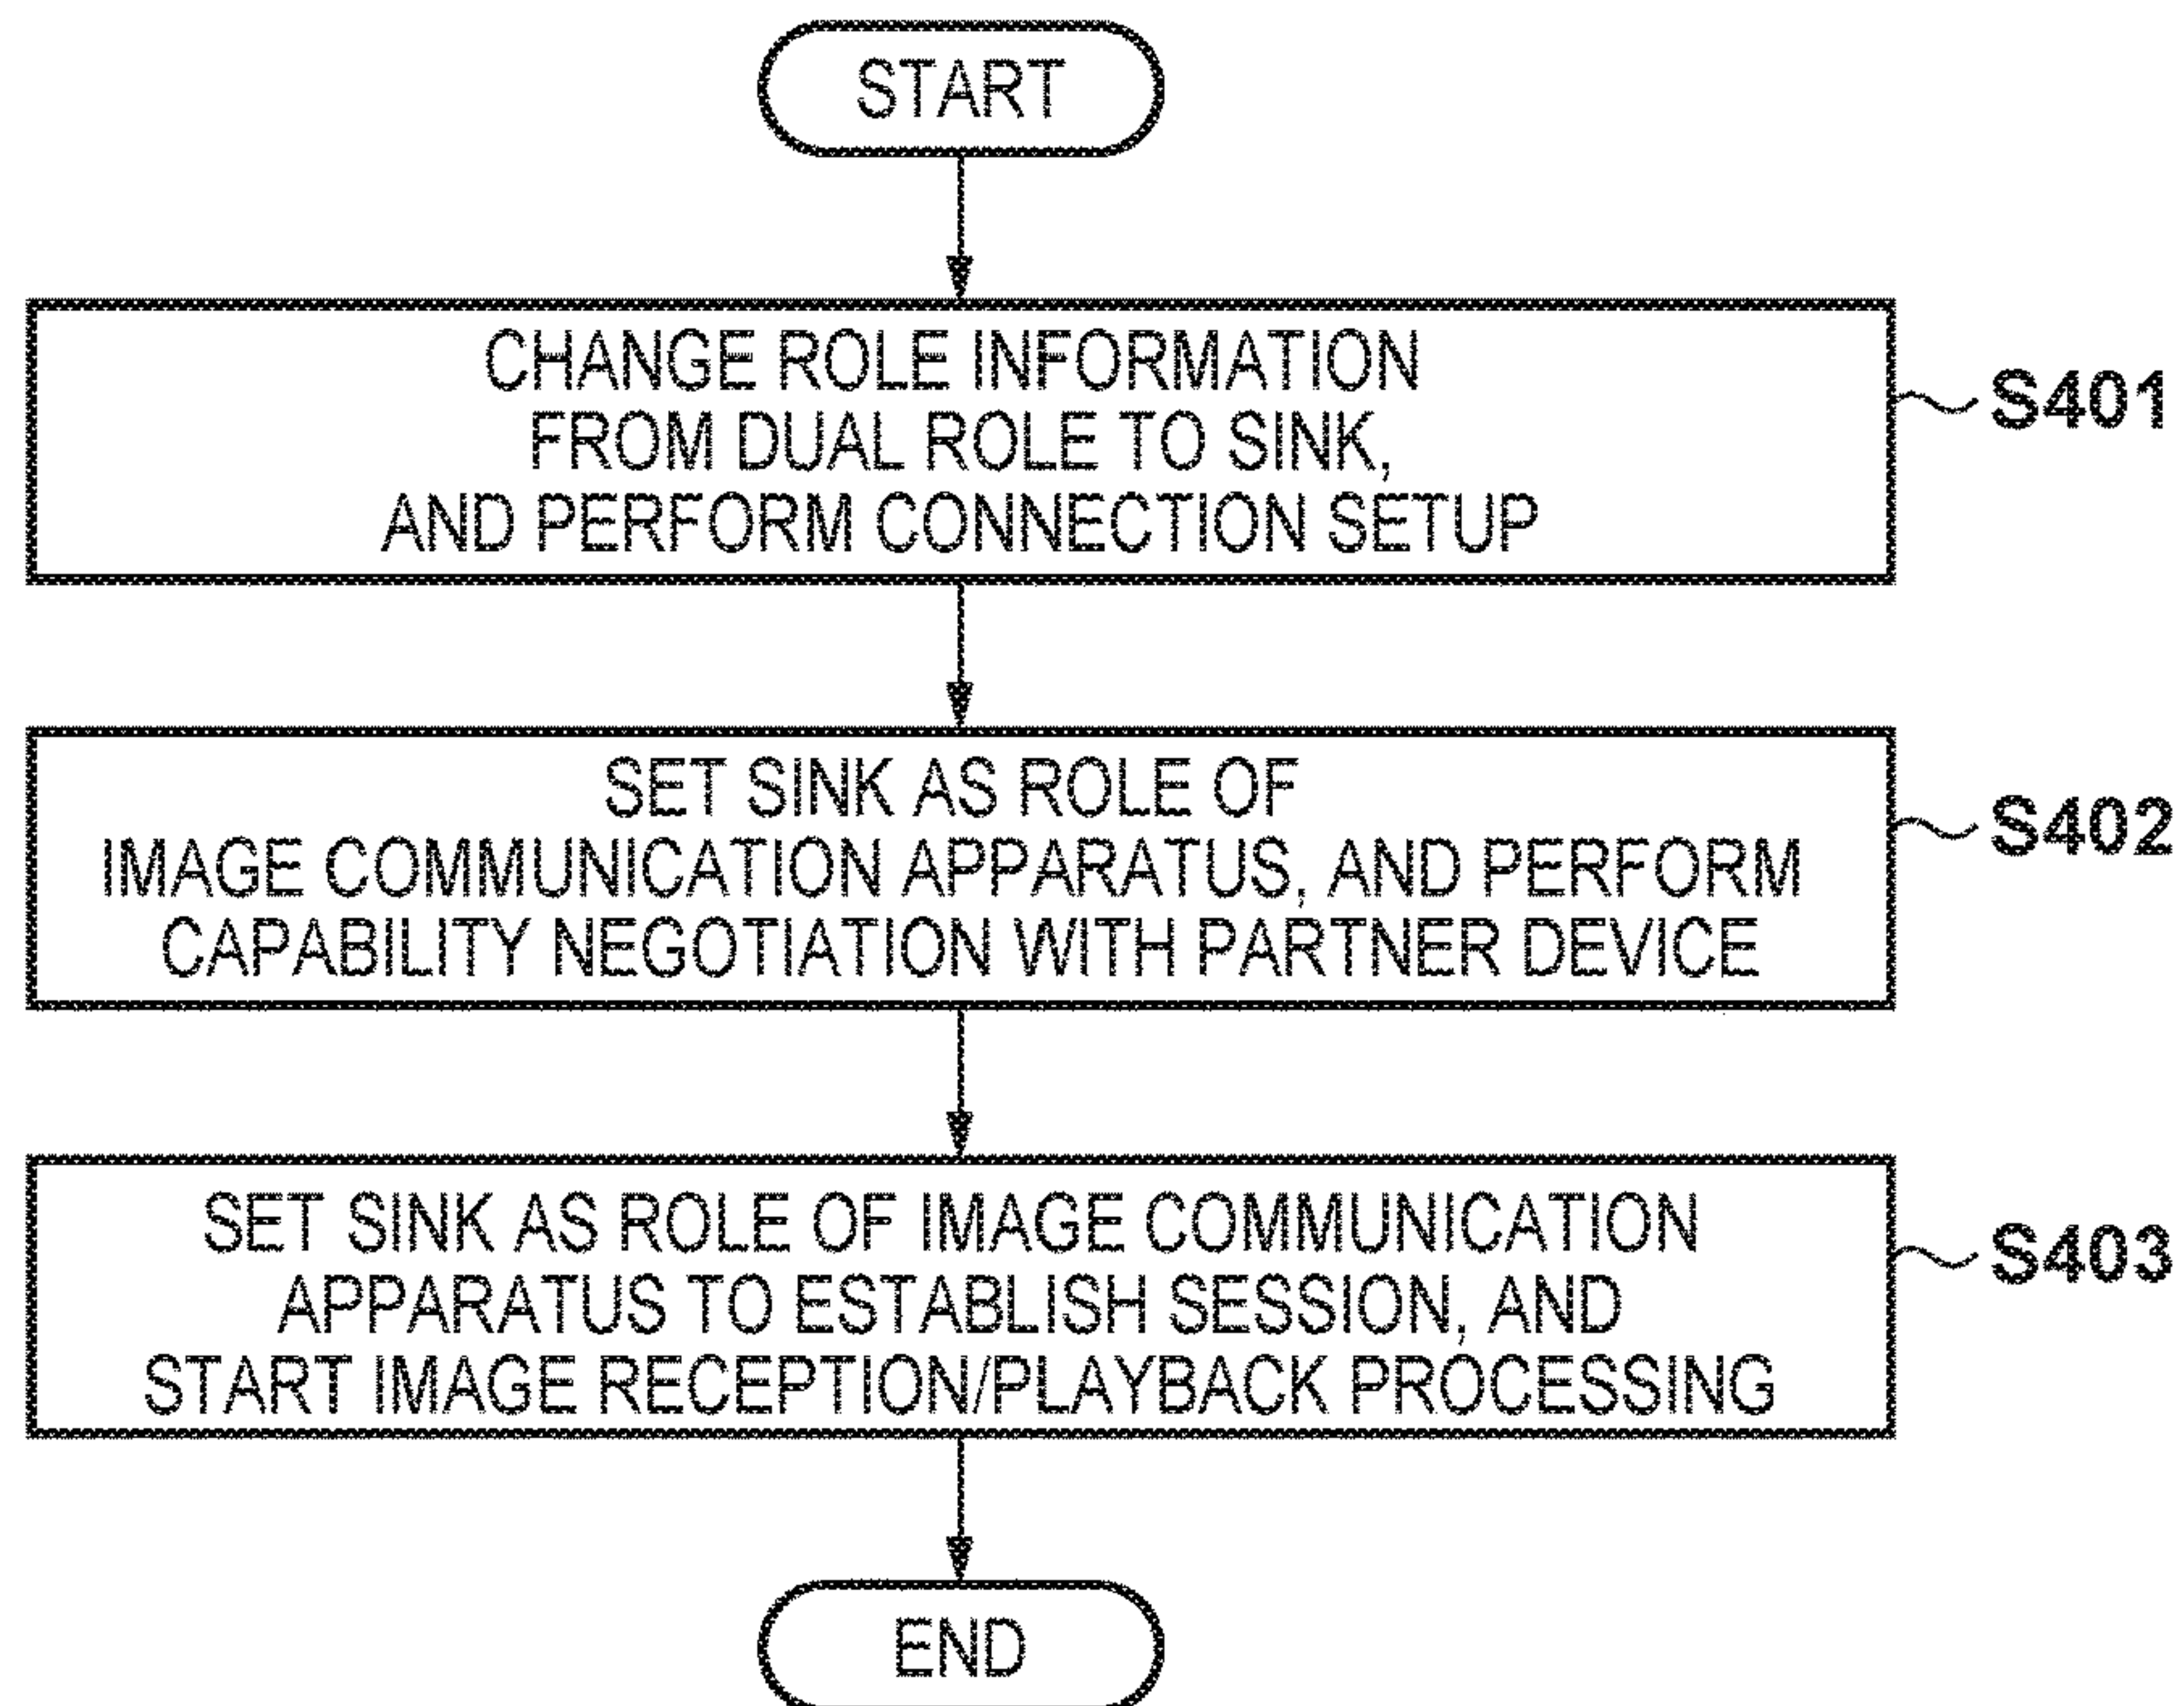 START
CHANGE ROLE INFORMATION
FROM DUAL ROLE TO SINK,
AND PERFORM CONNECTION SETUP
S401
SET SINK AS ROLE OF
IMAGE COMMUNICATION APPARATUS, AND PERFORM
CAPABILITY NEGOTIATION WITH PARTNER DEVICE
S402
SET SINK AS ROLE OF IMAGE COMMUNICATION
APPARATUS TO ESTABLISH SESSION, AND
START IMAGE RECEPTION/PLAYBACK PROCESSING
S403
END